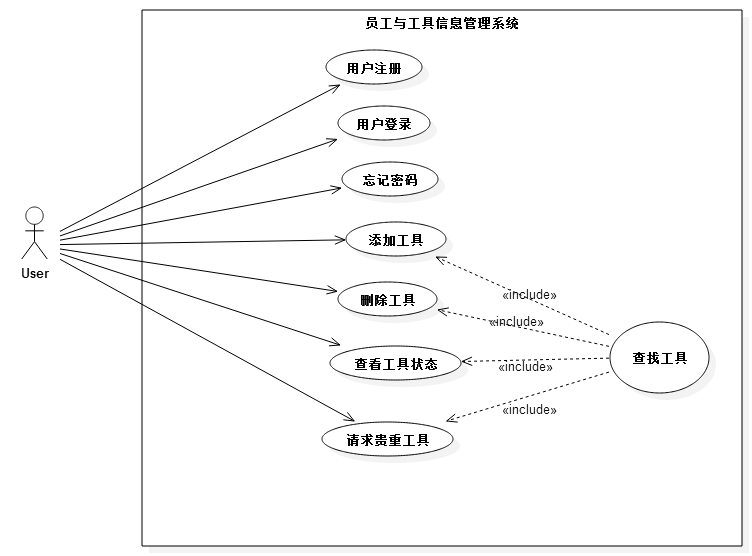 员工与工具信息管理系统
用户注册
用户登录
忘记密码
User
添加工具
«include»
删除工具
«include»
查看工具状态
«include»
查找工具
请求贵重工具
«include»